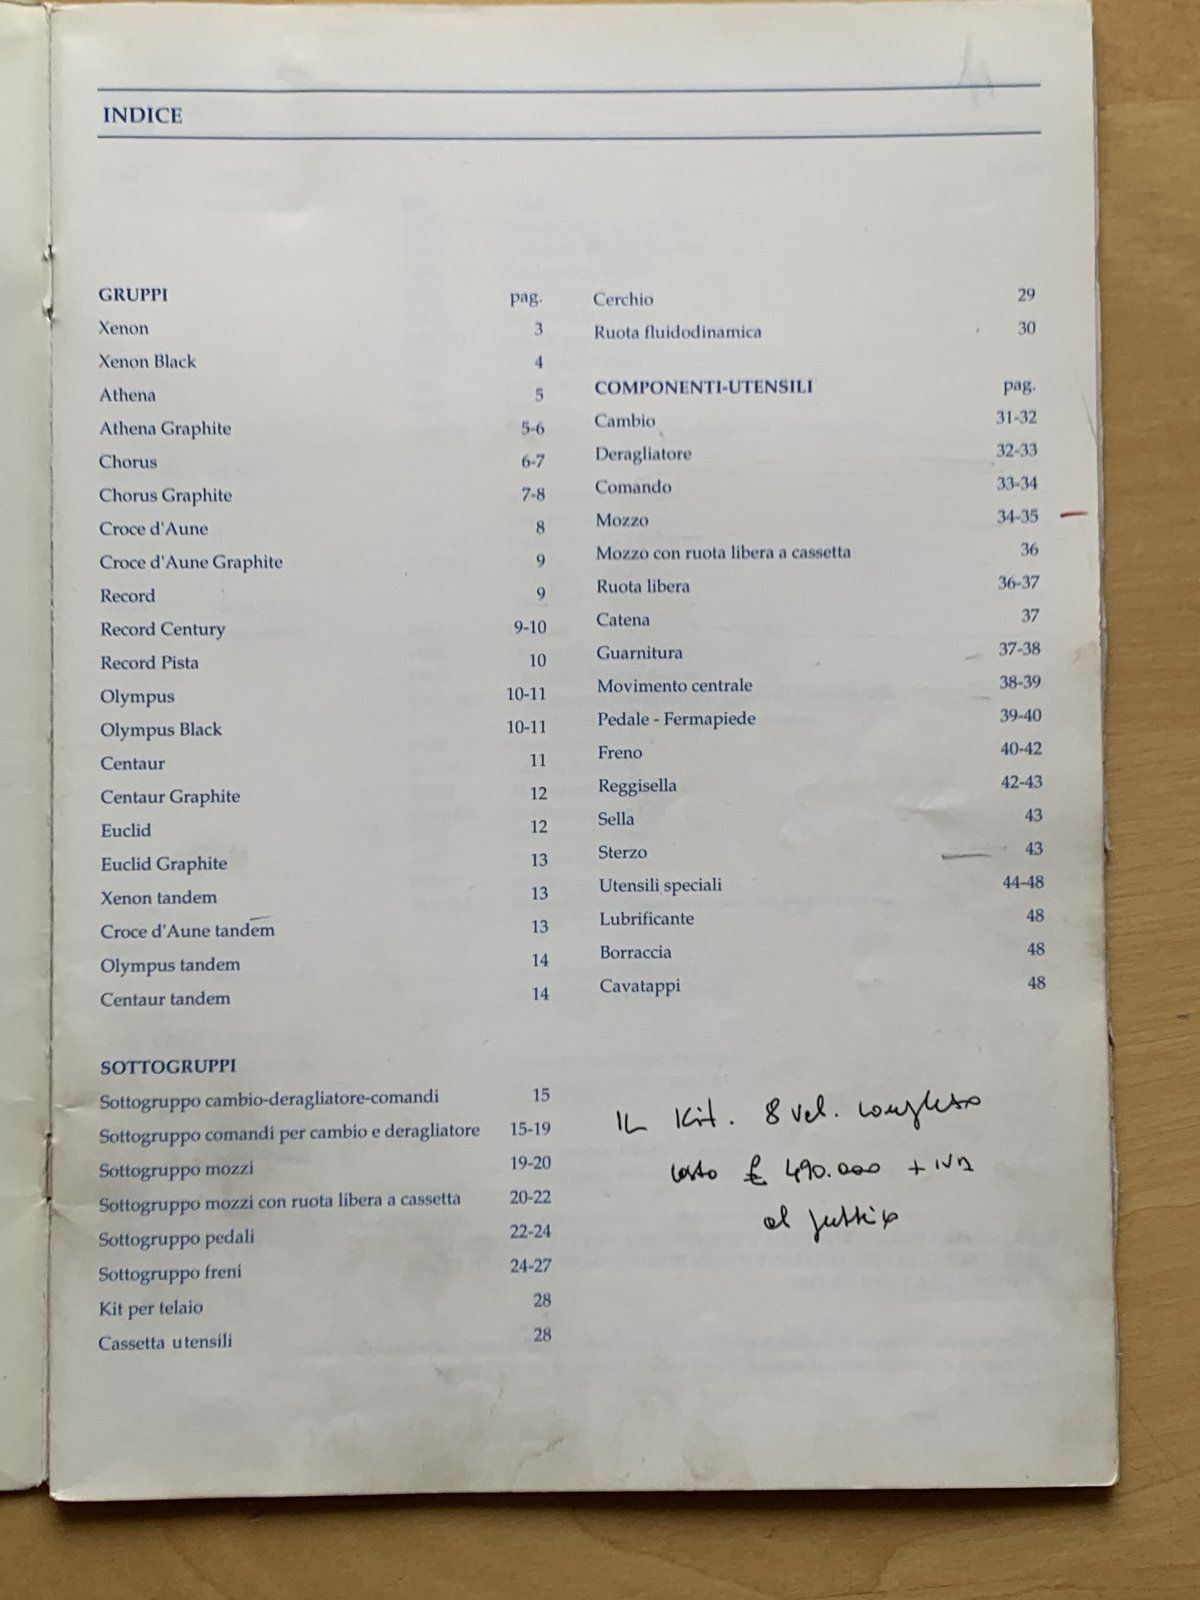 INDICE
GRUPPI pag.
Xenon 3
Xenon Black 4
Athena 5
Athena Graphite 5-6
Chorus 6-7
Chorus Graphite 7-8
Croce d'Aune 8
Croce d'Aune Graphite 9
Record 9
Record Century 9-10
Record Pista 10
Olympus 10-11
Olympus Black 10-11
Centaur 11
Centaur Graphite 12
Euclid 12
Euclid Graphite 13
Xenon tandem 13
Croce d'Aune tandem 13
Olympus tandem 14
Centaur tandem 14
SOTTOGRUPPI
Sottogruppo cambio-deragliatore-comandi 15
Sottogruppo comandi per cambio e deragliatore 15-19
Sottogruppo mozzi 19-20
Sottogruppo mozzi con ruota libera a cassetta 20-22
Sottogruppo pedali 22-24
Sottogruppo freni 24-27
Kit per telaio 28
Cassetta utensili 28
Cerchio 29
Ruota fluidodinamica 30
COMPONENTI-UTENSILI pag.
Cambio 31-32
Deragliatore 32-33
Comando 33-34
Mozzo 34-35
Mozzo con ruota libera a cassetta 36
Ruota libera 36-37
Catena 37
Guarnitura 37-38
Movimento centrale 38-39
Pedale - Fermapiede 39-40
Freno 40-42
Reggisella 42-43
Sella 43
Sterzo 43
Utensili speciali 44-48
Lubrificante 48
Borraccia 48
Cavatappi 48
IL Kit. 8 vel. completo
costo £ 490.000 + IVA
al